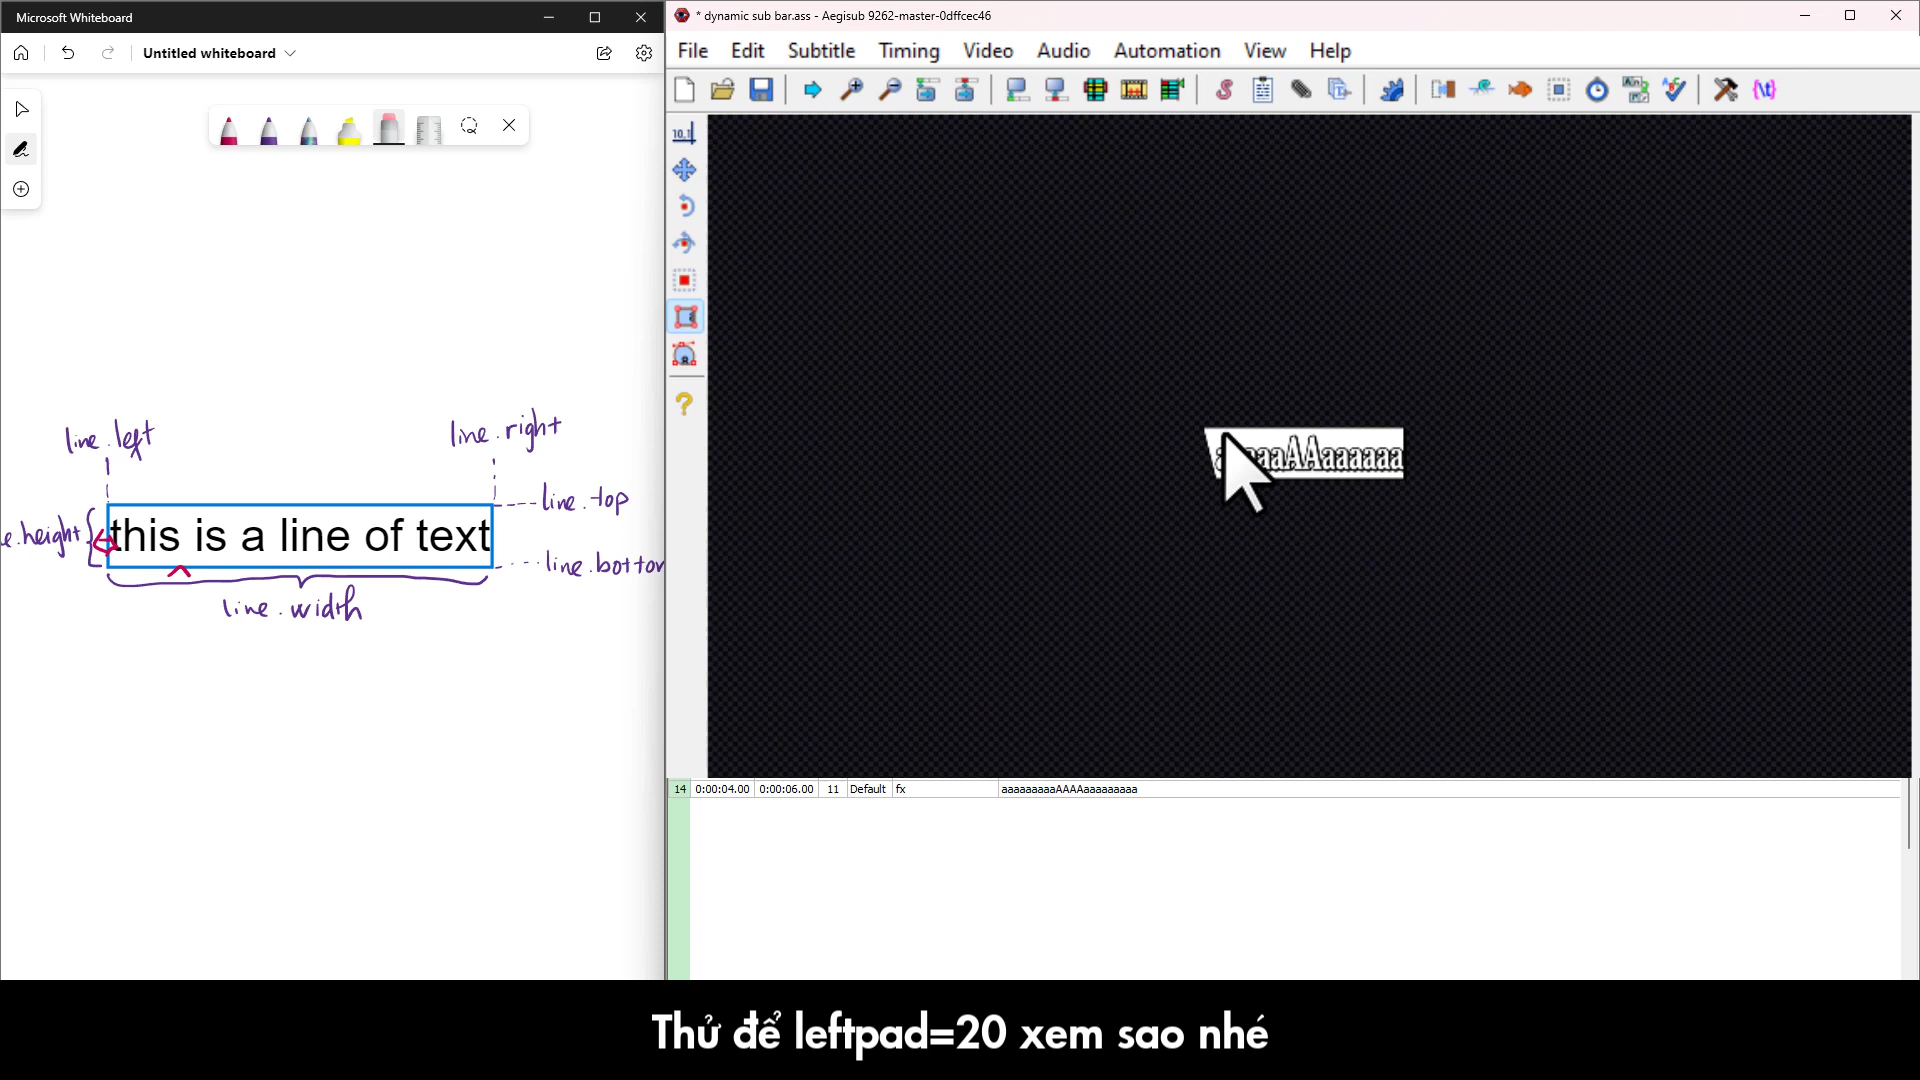 Microsoft Whiteboard
* dynamic sub bar.ass - Aegisub 9262-master-0dffcec46
Untitled whiteboard
File Edit Subtitle Timing Video Audio Automation View Help
line.left
line.right
line.top
e.height
this is a line of text
line.bottom
line.width
14 0:00:04.00 0:00:06.00 11 Default fx aaaaaaaaaAAAAaaaaaaaaa
Thử để leftpad=20 xem sao nhé